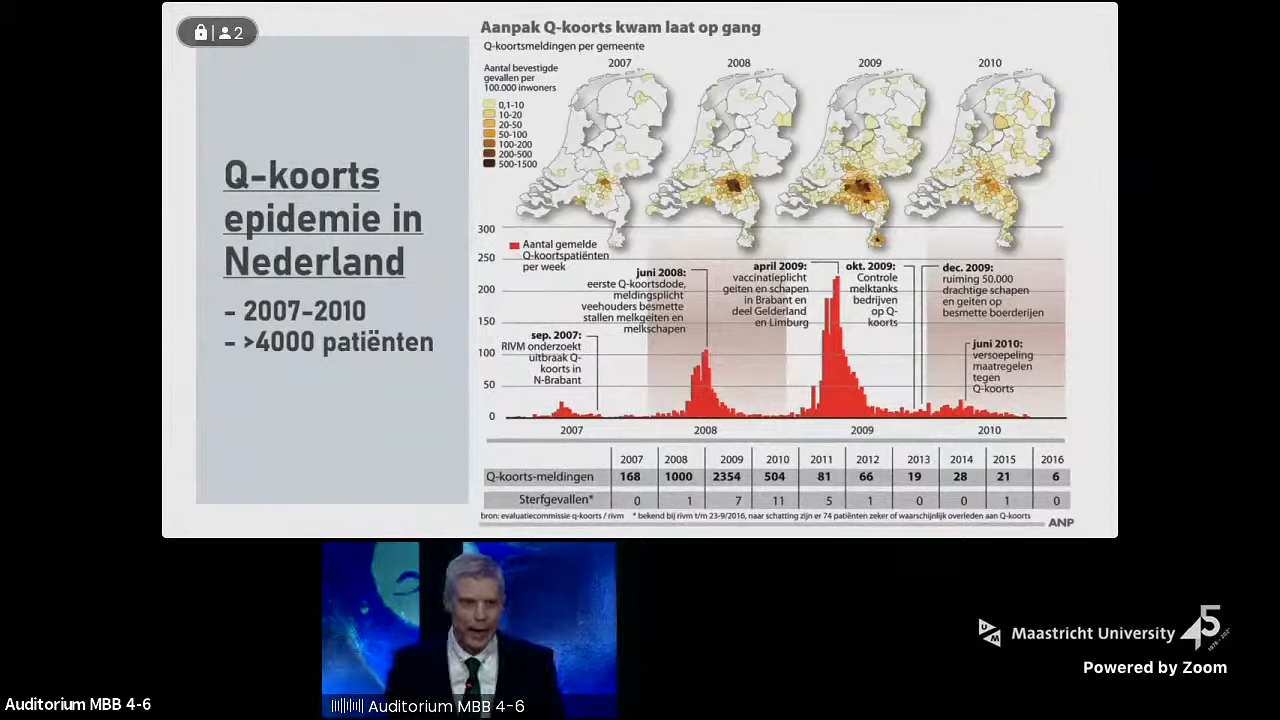 2
Q-koorts
epidemie in
Nederland
- 2007-2010
- >4000 patiënten
Aanpak Q-koorts kwam laat op gang
Q-koortsmeldingen per gemeente
2007 2008 2009 2010
Aantal bevestigde
gevallen per
100.000 inwoners
0,1-10
10-20
20-50
50-100
100-200
200-500
500-1500
300
250
200
150
100
50
0
Aantal gemelde
Q-koortspatiënten
per week
sep. 2007:
RIVM onderzoekt
uitbraak Q-
koorts in
N-Brabant
juni 2008:
eerste Q-koortsdode,
meldingsplicht
veehouders besmette
stallen melkgeiten en
melkschapen
april 2009:
vaccinatieplicht
geiten en schapen
in Brabant en
deel Gelderland
en Limburg
okt. 2009:
Controle
melktanks
bedrijven
op Q-
koorts
dec. 2009:
ruiming 50.000
drachtige schapen
en geiten op
besmette boerderijen
juni 2010:
versoepeling
maatregelen
tegen
Q-koorts
2007 2008 2009 2010
2007 2008 2009 2010 2011 2012 2013 2014 2015 2016
Q-koorts-meldingen 168 1000 2354 504 81 66 19 28 21 6
Sterfgevallen* 0 1 7 11 5 1 0 0 1 0
bron: evaluatiecommissie q-koorts / rivm * bekend bij rivm t/m 23-9/2016, naar schatting zijn er 74 patiënten zeker of waarschijnlijk overleden aan Q-koorts
ANP
UM Maastricht University 45
Powered by Zoom
Auditorium MBB 4-6
Auditorium MBB 4-6